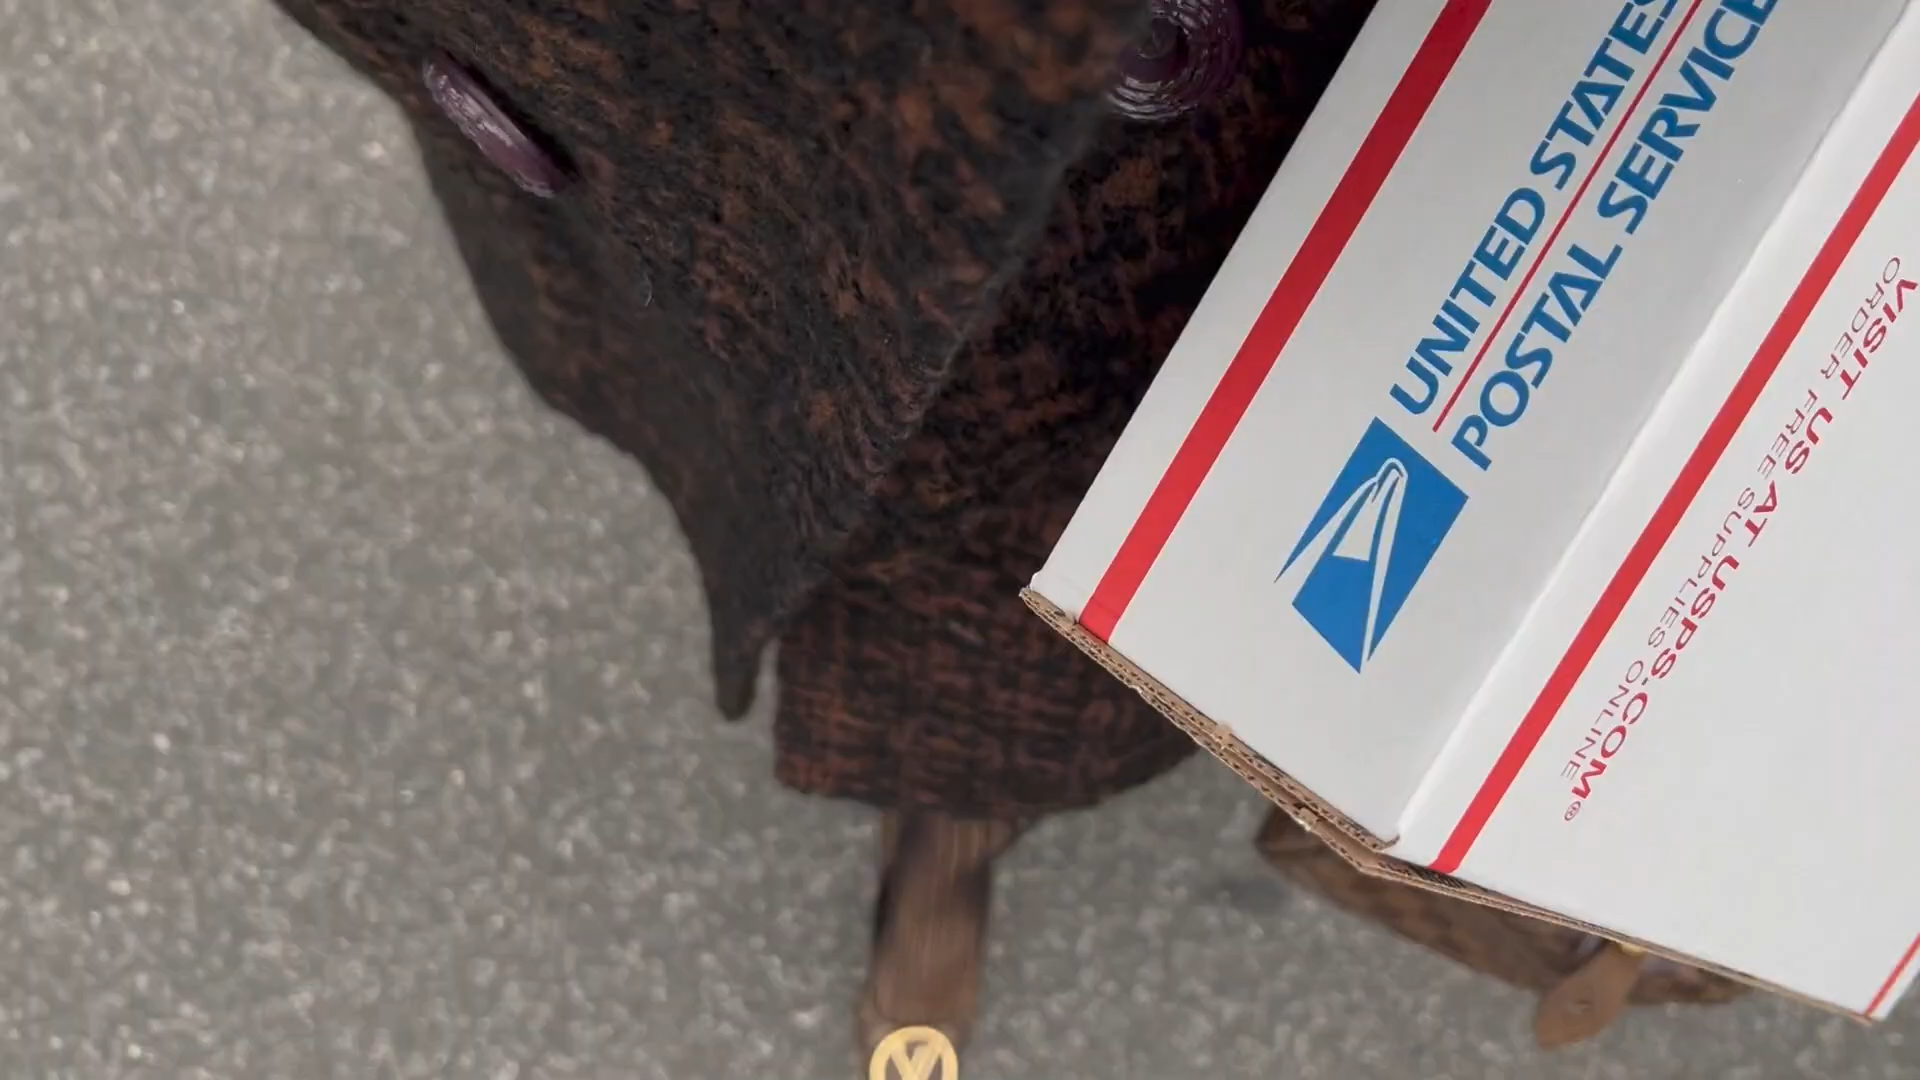 UNITED STATES
POSTAL SERVICE
VISIT US AT USPS.COM®
ORDER FREE SUPPLIES ONLINE